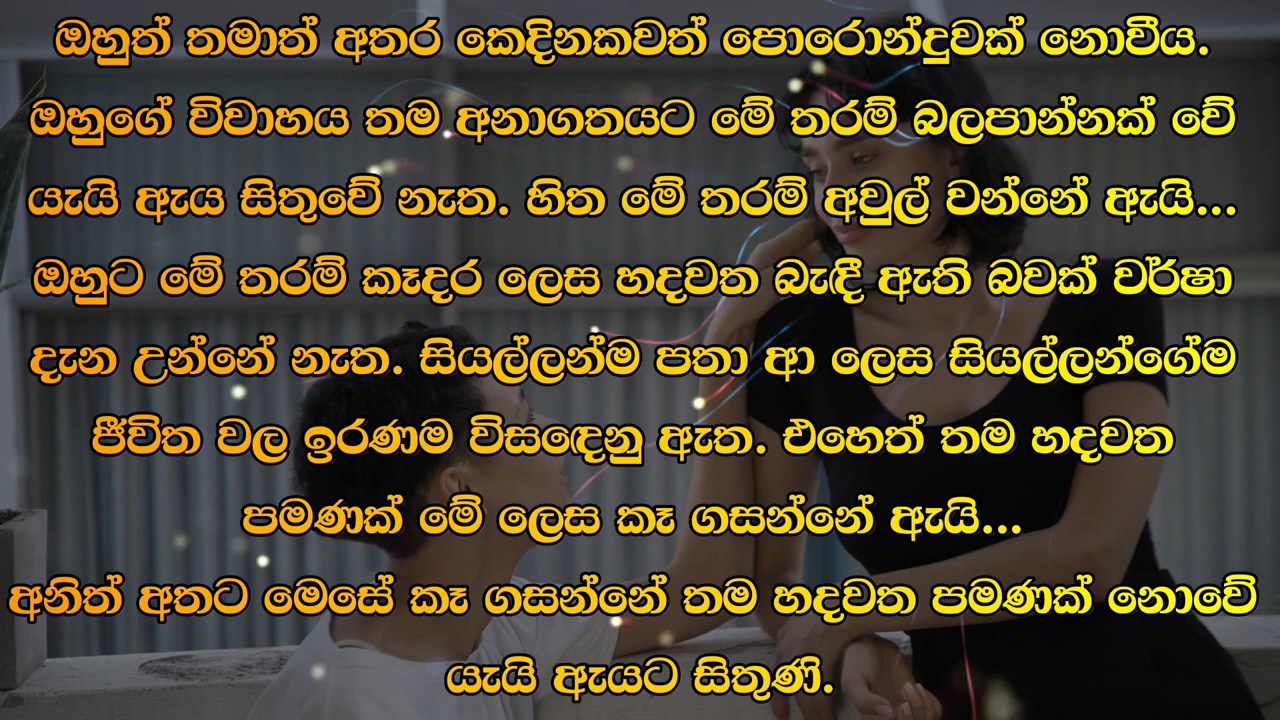 ඔහුත් තමාත් අතර කෙදිනකවත් පොරොන්දුවක් නොවීය.
ඔහුගේ විවාහය තම අනාගතයට මේ තරම් බලපාන්නක් වේ
යැයි ඇය සිතුවේ නැත. හිත මේ තරම් අවුල් වන්නේ ඇයි...
ඔහුට මේ තරම් කෑදර ලෙස හදවත බැඳී ඇති බවක් වර්ෂා
දැන උන්නේ නැත. සියල්ලන්ම පතා ආ ලෙස සියල්ලන්ගේම
ජීවිත වල ඉරණම විසඳෙනු ඇත. එහෙත් තම හදවත
පමණක් මේ ලෙස කෑ ගසන්නේ ඇයි...
අනිත් අතට මෙසේ කෑ ගසන්නේ තම හදවත පමණක් නොවේ
යැයි ඇයට සිතුණි.